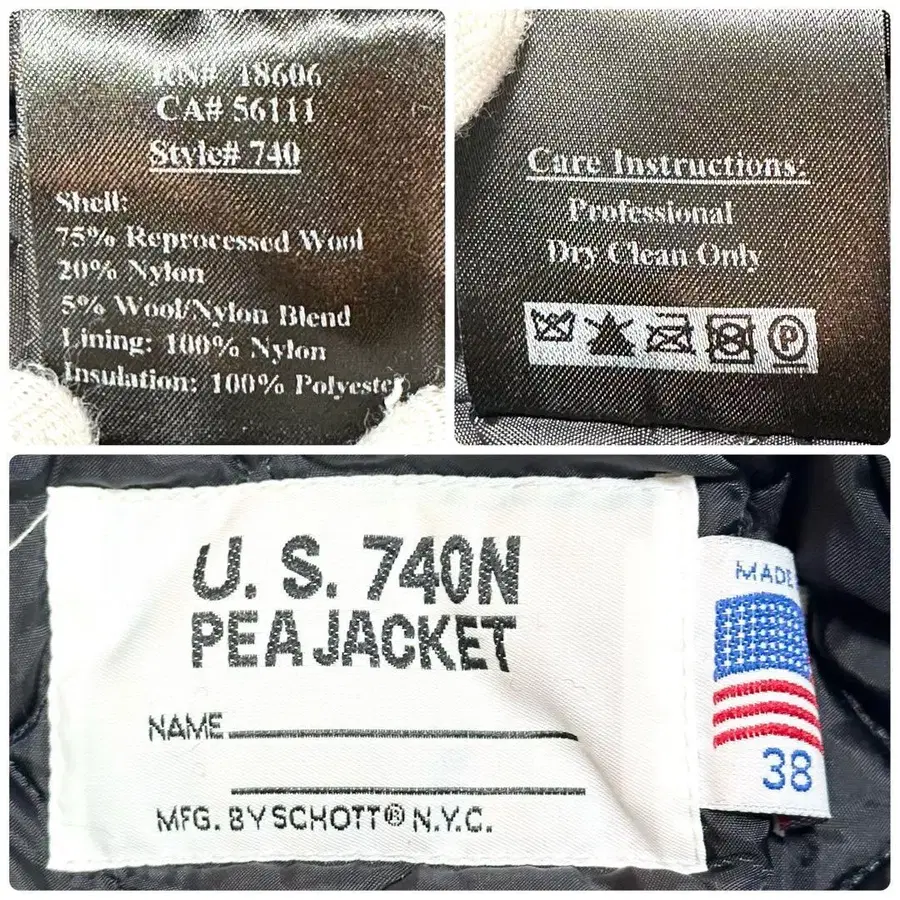 RN# 18606
CA# 56111
Style# 740
Shell:
75% Reprocessed Wool
20% Nylon
5% Wool/Nylon Blend
Lining: 100% Nylon
Insulation: 100% Polyester
Care Instructions:
Professional
Dry Clean Only
P
U. S. 740N
PEA JACKET
NAME
MFG. BY SCHOTT® N.Y.C.
MADE
38